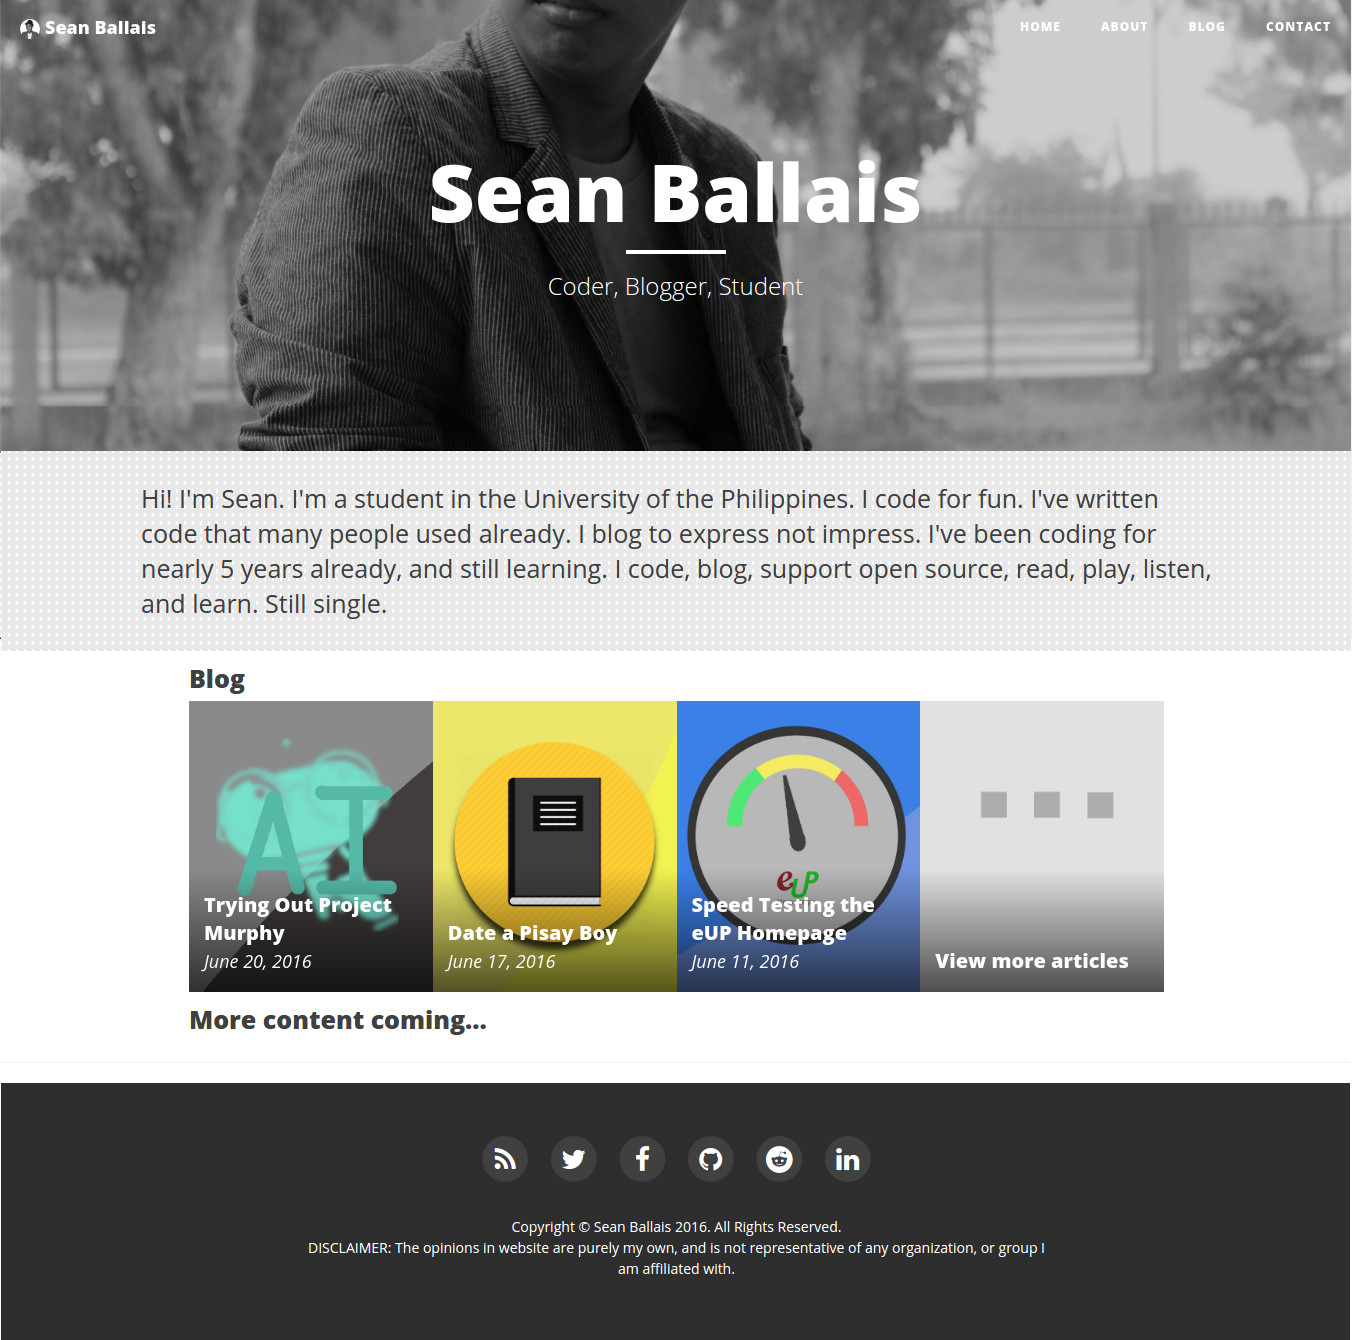 Sean Ballais
HOME ABOUT BLOG CONTACT
Sean Ballais
Coder, Blogger, Student
Hi! I'm Sean. I'm a student in the University of the Philippines. I code for fun. I've written
code that many people used already. I blog to express not impress. I've been coding for
nearly 5 years already, and still learning. I code, blog, support open source, read, play, listen,
and learn. Still single.
Blog
AI
Trying Out Project
Murphy
June 20, 2016
Date a Pisay Boy
June 17, 2016
eUP
Speed Testing the
eUP Homepage
June 11, 2016
View more articles
More content coming...
Copyright © Sean Ballais 2016. All Rights Reserved.
DISCLAIMER: The opinions in website are purely my own, and is not representative of any organization, or group I
am affiliated with.